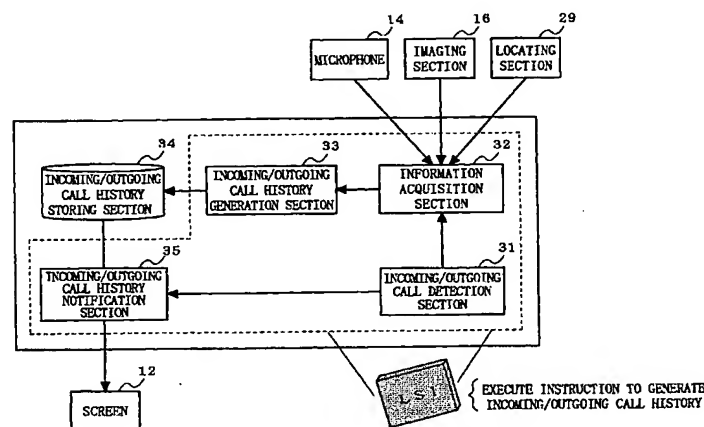 14
16
29
MICROPHONE
IMAGING
SECTION
LOCATING
SECTION
34
33
32
INCOMING/OUTGOING
CALL HISTORY
STORING SECTION
INCOMING/OUTGOING
CALL HISTORY
GENERATION SECTION
INFORMATION
ACQUISITION
SECTION
35
31
INCOMING/OUTGOING
CALL HISTORY
NOTIFICATION
SECTION
INCOMING/OUTGOING
CALL DETECTION
SECTION
12
SCREEN
LSI
EXECUTE INSTRUCTION TO GENERATE
INCOMING/OUTGOING CALL HISTORY